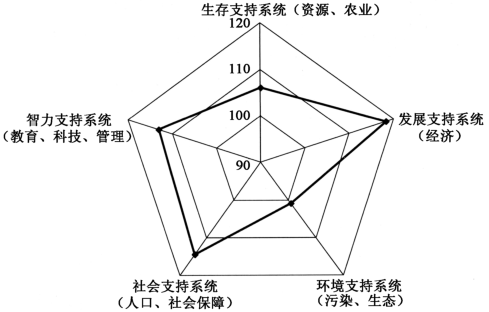 生存支持系统（资源、农业）
120
110
100
90
智力支持系统
（教育、科技、管理）
发展支持系统
（经济）
社会支持系统
（人口、社会保障）
环境支持系统
（污染、生态）